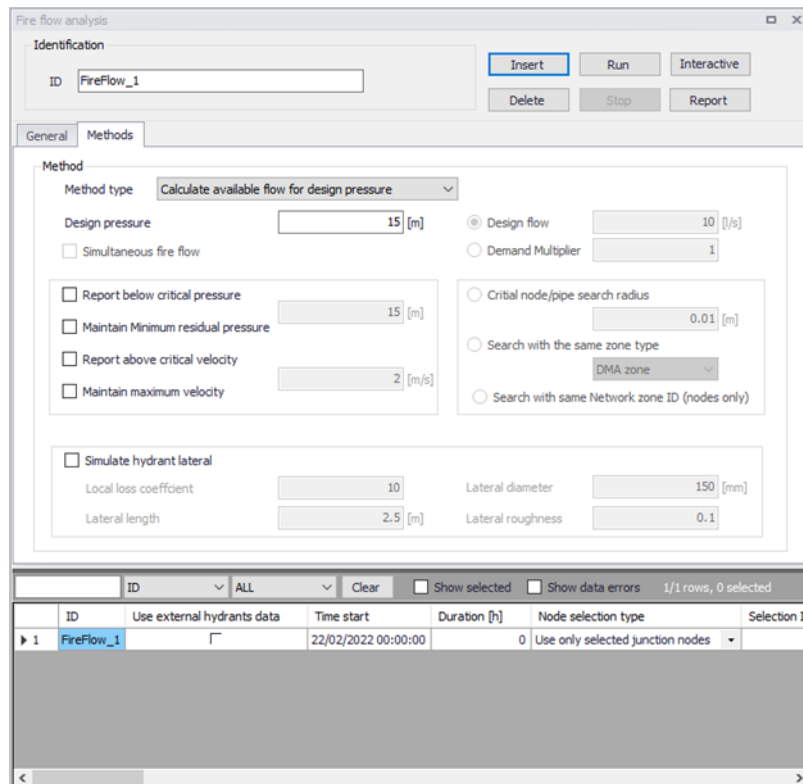 Fire flow analysis
Identification
ID FireFlow_1
Insert Run Interactive
Delete Stop Report
General Methods
Method
Method type Calculate available flow for design pressure
Design pressure 15 [m] Design flow 10 [l/s]
Simultaneous fire flow Demand Multiplier 1
Report below critical pressure Critial node/pipe search radius
15 [m] 0.01 [m]
Maintain Minimum residual pressure
Report above critical velocity Search with the same zone type
2 [m/s] DMA zone
Maintain maximum velocity Search with same Network zone ID (nodes only)
Simulate hydrant lateral
Local loss coeffcient 10 Lateral diameter 150 [mm]
Lateral length 2.5 [m] Lateral roughness 0.1
ID ALL Clear Show selected Show data errors 1/1 rows, 0 selected
ID Use external hydrants data Time start Duration [h] Node selection type Selection I
1 FireFlow_1 22/02/2022 00:00:00 0 Use only selected junction nodes